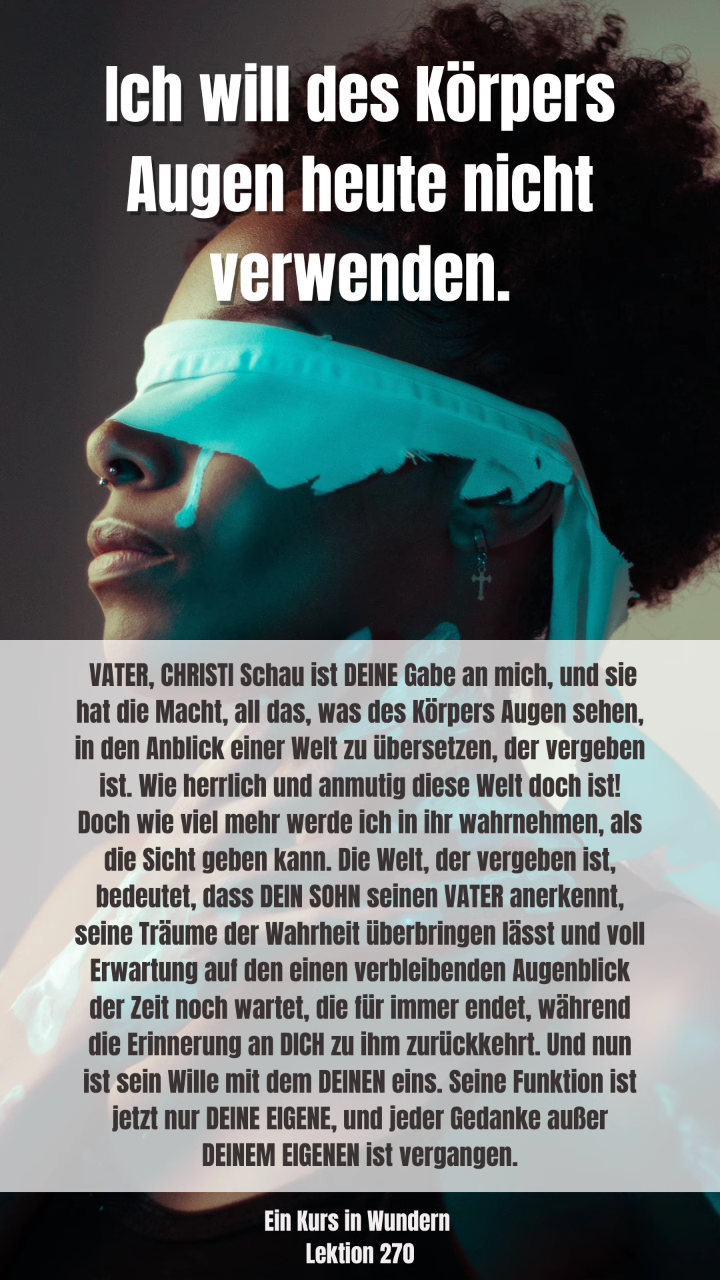 Ich will des Körpers
Augen heute nicht
verwenden.
VATER, CHRISTI Schau ist DEINE Gabe an mich, und sie
hat die Macht, all das, was des Körpers Augen sehen,
in den Anblick einer Welt zu übersetzen, der vergeben
ist. Wie herrlich und anmutig diese Welt doch ist!
Doch wie viel mehr werde ich in ihr wahrnehmen, als
die Sicht geben kann. Die Welt, der vergeben ist,
bedeutet, dass DEIN SOHN seinen VATER anerkennt,
seine Träume der Wahrheit überbringen lässt und voll
Erwartung auf den einen verbleibenden Augenblick
der Zeit noch wartet, die für immer endet, während
die Erinnerung an DICH zu ihm zurückkehrt. Und nun
ist sein Wille mit dem DEINEN eins. Seine Funktion ist
jetzt nur DEINE EIGENE, und jeder Gedanke außer
DEINEM EIGENEN ist vergangen.
Ein Kurs in Wundern
Lektion 270